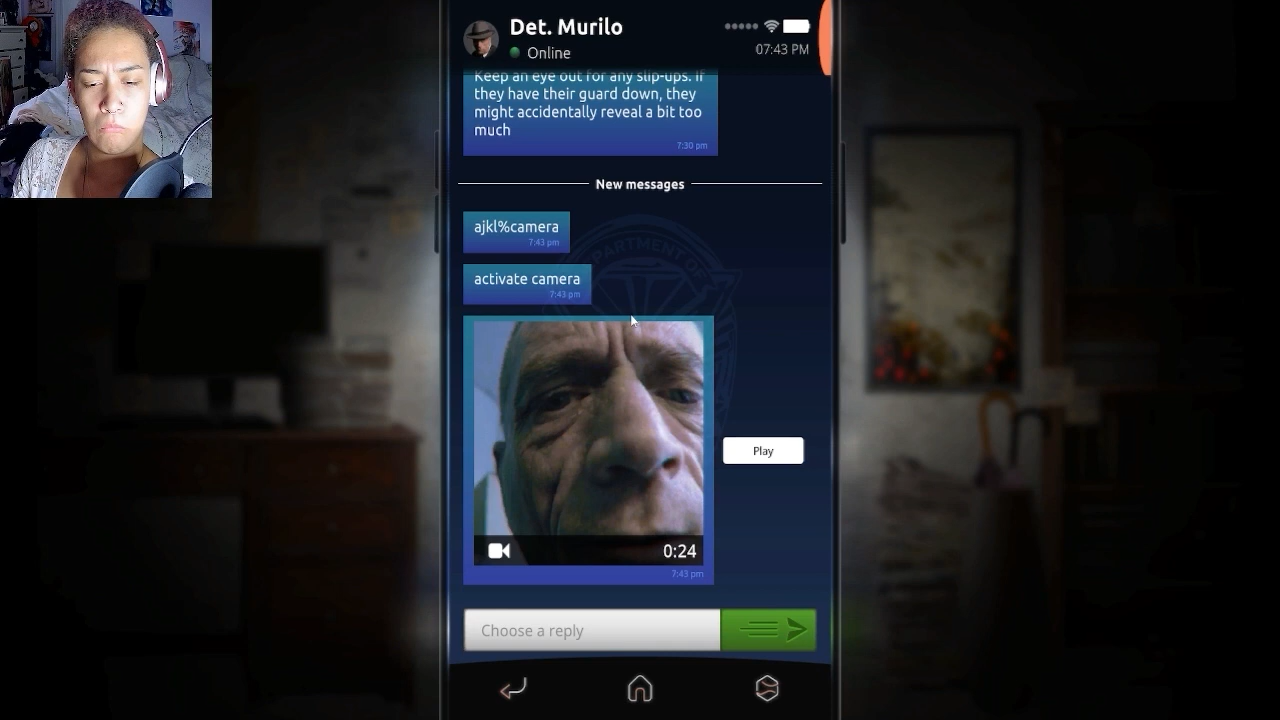 Det. Murilo
Online
07:43 PM
Keep an eye out for any slip-ups. If
they have their guard down, they
might accidentally reveal a bit too
much
7:30 pm
New messages
ajkl%camera
7:43 pm
activate camera
7:43 pm
PARTMENT OF
Play
0:24
7:43 pm
Choose a reply